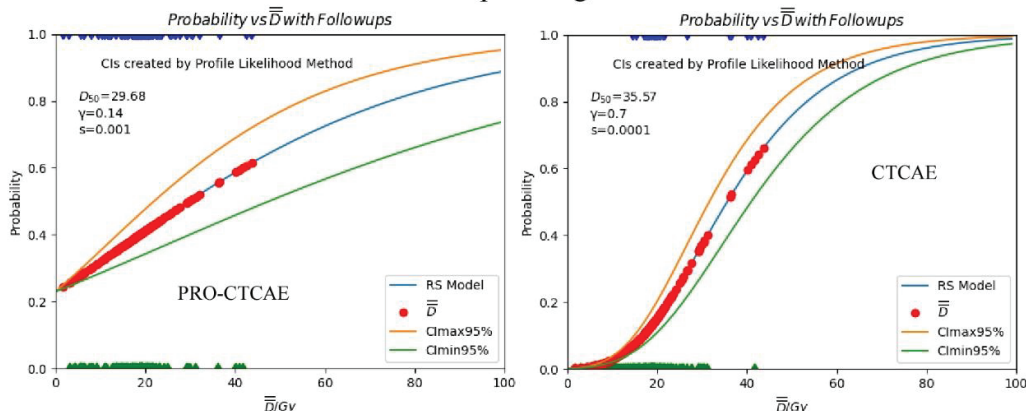 Probability vs D̿ with Followups
CIs created by Profile Likelihood Method
D50=29.68
γ=0.14
s=0.001
PRO-CTCAE
RS Model
D̿
CImax95%
CImin95%
Probability
1.0
0.8
0.6
0.4
0.2
0.0
0 20 40 60 80 100
D̿/Gy
Probability vs D̿ with Followups
CIs created by Profile Likelihood Method
D50=35.57
γ=0.7
s=0.0001
CTCAE
RS Model
D̿
CImax95%
CImin95%
Probability
1.0
0.8
0.6
0.4
0.2
0.0
0 20 40 60 80 100
D̿/Gy